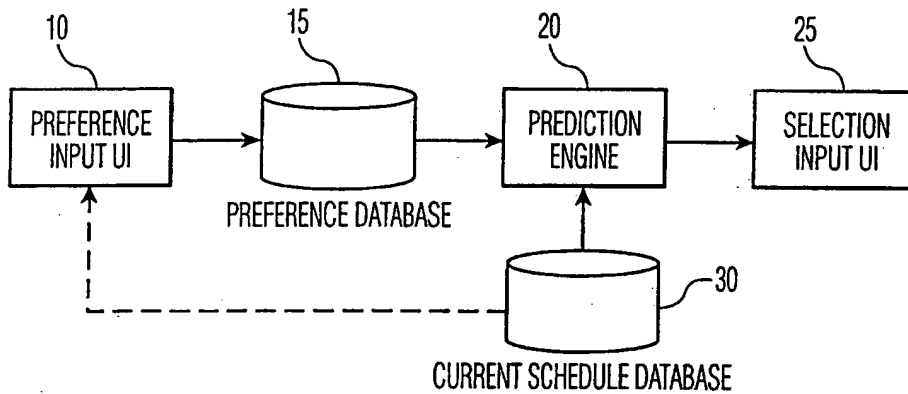 10
15
20
25
PREFERENCE
INPUT UI
PREDICTION
ENGINE
SELECTION
INPUT UI
PREFERENCE DATABASE
30
CURRENT SCHEDULE DATABASE